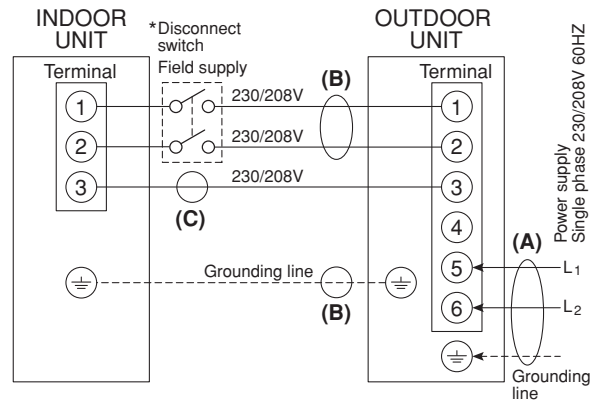 INDOOR
UNIT
*Disconnect
switch
Field supply
OUTDOOR
UNIT
Terminal
Terminal
(B)
1
230/208V
1
2
230/208V
2
3
230/208V
3
(C)
4
(A)
5
L1
Grounding line
(B)
6
L2
Grounding
line
Power supply
Single phase 230/208V 60HZ